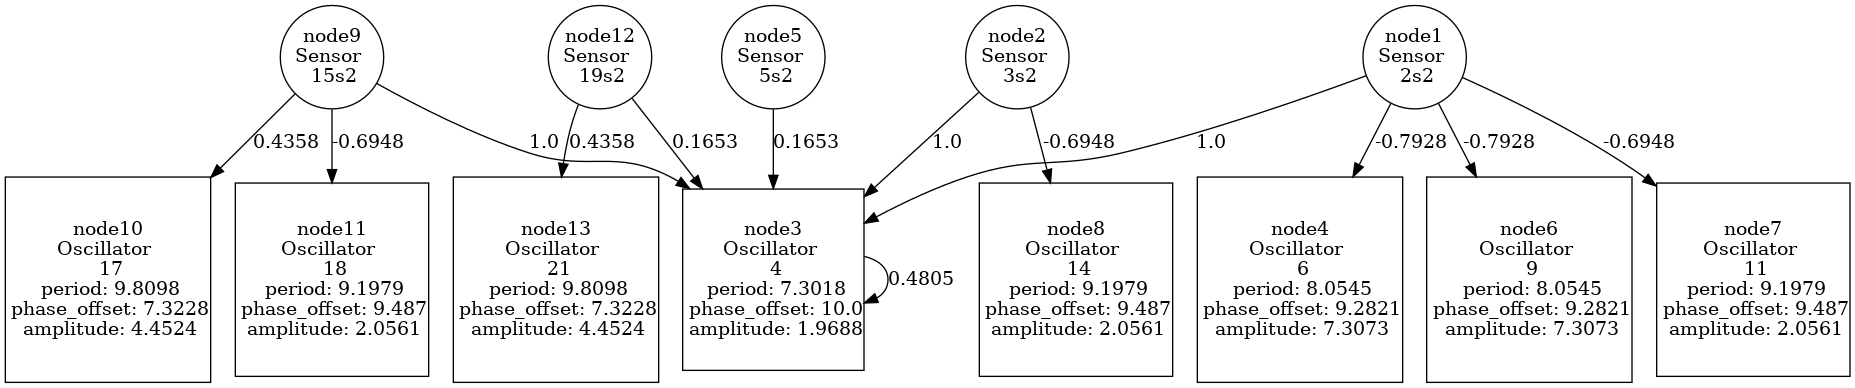 node9
Sensor
15s2
node12
Sensor
19s2
node5
Sensor
5s2
node2
Sensor
3s2
node1
Sensor
2s2
0.4358
-0.6948
1.0
0.4358
0.1653
0.1653
1.0
-0.6948
1.0
-0.7928
-0.7928
-0.6948
node10
Oscillator
17
period: 9.8098
phase_offset: 7.3228
amplitude: 4.4524
node11
Oscillator
18
period: 9.1979
phase_offset: 9.487
amplitude: 2.0561
node13
Oscillator
21
period: 9.8098
phase_offset: 7.3228
amplitude: 4.4524
node3
Oscillator
4
period: 7.3018
phase_offset: 10.0
amplitude: 1.9688
0.4805
node8
Oscillator
14
period: 9.1979
phase_offset: 9.487
amplitude: 2.0561
node4
Oscillator
6
period: 8.0545
phase_offset: 9.2821
amplitude: 7.3073
node6
Oscillator
9
period: 8.0545
phase_offset: 9.2821
amplitude: 7.3073
node7
Oscillator
11
period: 9.1979
phase_offset: 9.487
amplitude: 2.0561